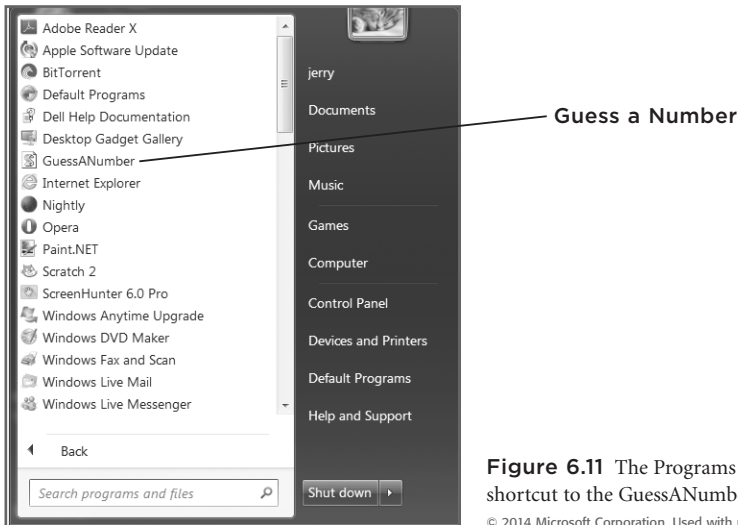 Adobe Reader X
Apple Software Update
BitTorrent
Default Programs
Dell Help Documentation
Desktop Gadget Gallery
GuessANumber
Internet Explorer
Nightly
Opera
Paint.NET
Scratch 2
ScreenHunter 6.0 Pro
Windows Anytime Upgrade
Windows DVD Maker
Windows Fax and Scan
Windows Live Mail
Windows Live Messenger
Back
Search programs and files
jerry
Documents
Pictures
Music
Games
Computer
Control Panel
Devices and Printers
Default Programs
Help and Support
Shut down
Guess a Number
Figure 6.11 The Programs
shortcut to the GuessANumb
© 2014 Microsoft Corporation. Used with